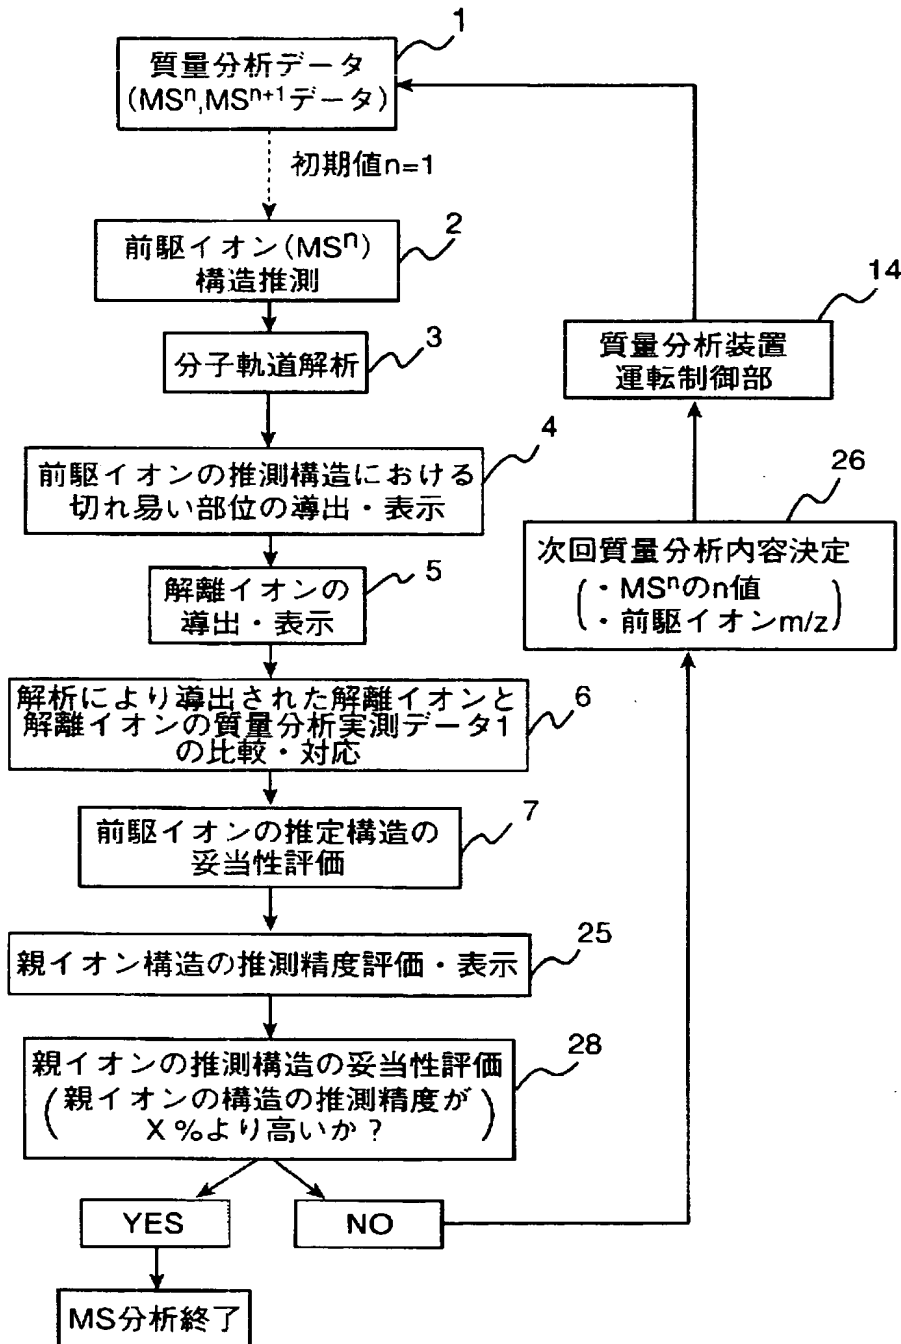 1
質量分析データ
(MSⁿ,MSⁿ⁺¹データ)
初期値n=1
2
前駆イオン(MSⁿ)
構造推測
3
分子軌道解析
4
前駆イオンの推測構造における
切れ易い部位の導出・表示
5
解離イオンの
導出・表示
解析により導出された解離イオンと
解離イオンの質量分析実測データ1
の比較・対応
6
7
前駆イオンの推定構造の
妥当性評価
25
親イオン構造の推測精度評価・表示
28
親イオンの推測構造の妥当性評価
(親イオンの構造の推測精度が
X%より高いか?)
YES
NO
MS分析終了
14
質量分析装置
運転制御部
26
次回質量分析内容決定
(・MSⁿのn値
・前駆イオンm/z)